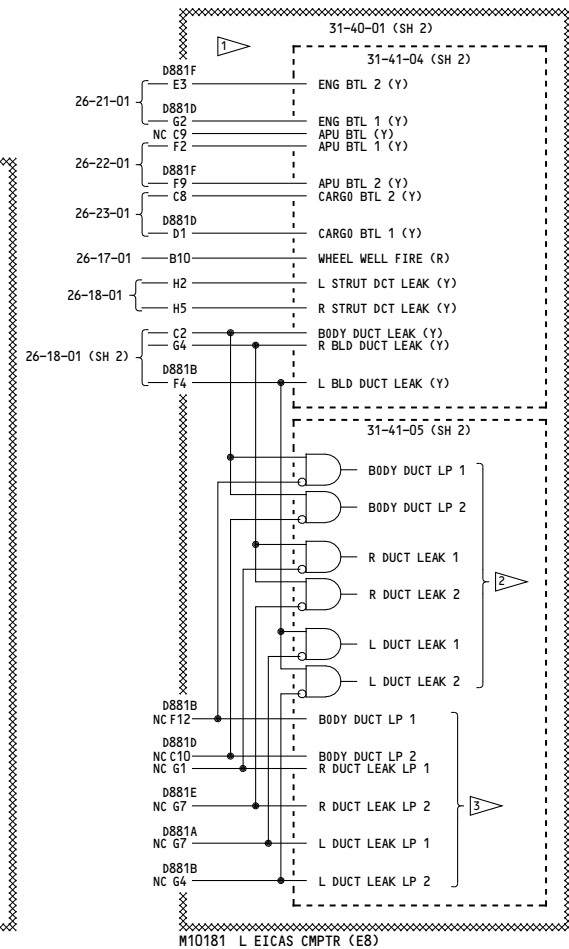 31-40-01 (SH 2)
1
31-41-04 (SH 2)
D881F
E3 ENG BTL 2 (Y)
26-21-01
D881D
G2 ENG BTL 1 (Y)
NC C9 APU BTL (Y)
F2 APU BTL 1 (Y)
26-22-01
D881F
F9 APU BTL 2 (Y)
C8 CARGO BTL 2 (Y)
26-23-01
D881D
D1 CARGO BTL 1 (Y)
26-17-01 B10 WHEEL WELL FIRE (R)
H2 L STRUT DCT LEAK (Y)
26-18-01
H5 R STRUT DCT LEAK (Y)
C2 BODY DUCT LEAK (Y)
G4 R BLD DUCT LEAK (Y)
26-18-01 (SH 2)
D881B
F4 L BLD DUCT LEAK (Y)
31-41-05 (SH 2)
BODY DUCT LP 1
BODY DUCT LP 2
R DUCT LEAK 1
2
R DUCT LEAK 2
L DUCT LEAK 1
L DUCT LEAK 2
D881B
NC F12 BODY DUCT LP 1
D881D
NC C10 BODY DUCT LP 2
NC G1 R DUCT LEAK LP 1
D881E
NC G7 R DUCT LEAK LP 2
3
D881A
NC G7 L DUCT LEAK LP 1
D881B
NC G4 L DUCT LEAK LP 2
M10181 L EICAS CMPTR (E8)